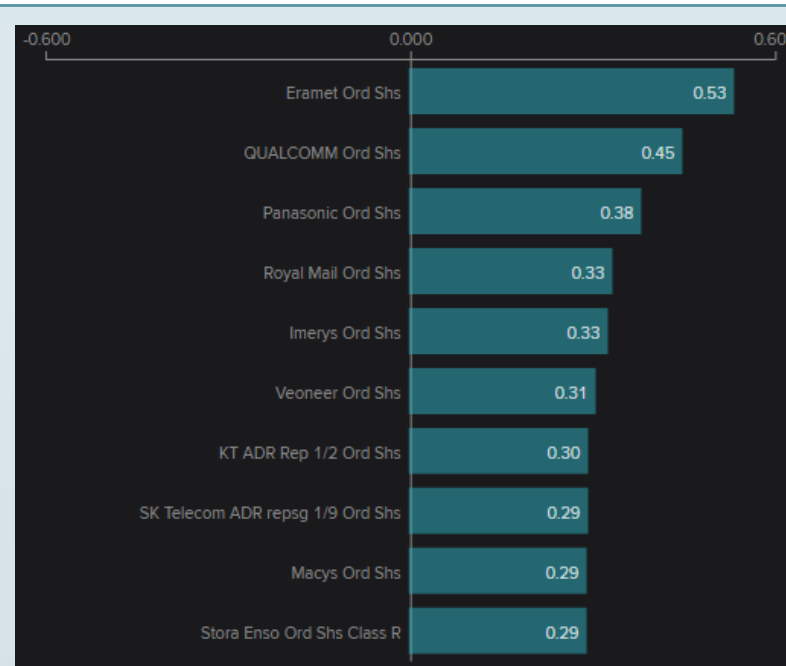 -0.600 0.000 0.60
Eramet Ord Shs 0.53
QUALCOMM Ord Shs 0.45
Panasonic Ord Shs 0.38
Royal Mail Ord Shs 0.33
Imerys Ord Shs 0.33
Veoneer Ord Shs 0.31
KT ADR Rep 1/2 Ord Shs 0.30
SK Telecom ADR repsg 1/9 Ord Shs 0.29
Macys Ord Shs 0.29
Stora Enso Ord Shs Class R 0.29